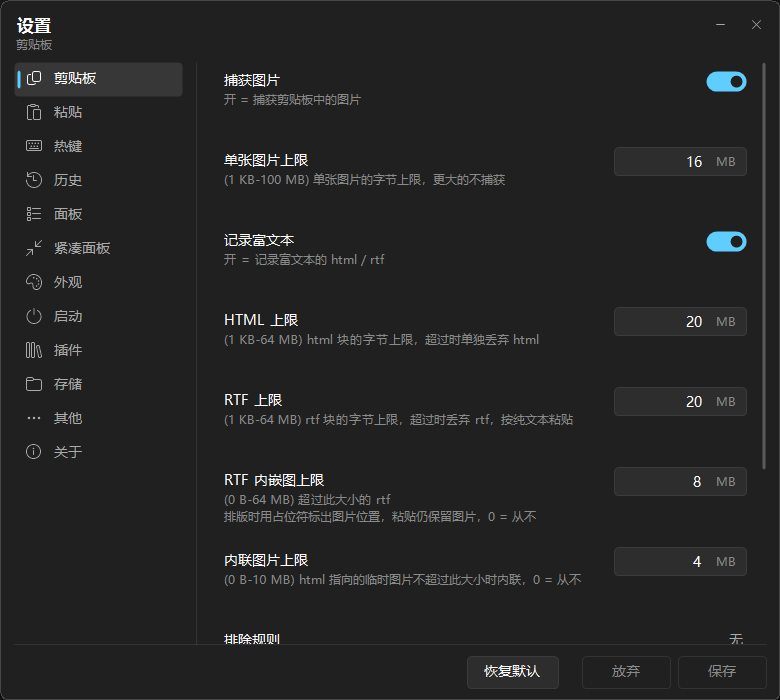 设置
剪贴板
剪贴板
粘贴
热键
历史
面板
紧凑面板
外观
启动
插件
存储
其他
关于
捕获图片
开 = 捕获剪贴板中的图片
单张图片上限
16 MB
(1 KB-100 MB) 单张图片的字节上限，更大的不捕获
记录富文本
开 = 记录富文本的 html / rtf
HTML 上限
20 MB
(1 KB-64 MB) html 块的字节上限，超过时单独丢弃 html
RTF 上限
20 MB
(1 KB-64 MB) rtf 块的字节上限，超过时丢弃 rtf，按纯文本粘贴
RTF 内嵌图上限
8 MB
(0 B-64 MB) 超过此大小的 rtf
排版时用占位符标出图片位置，粘贴仍保留图片，0 = 从不
内联图片上限
4 MB
(0 B-10 MB) html 指向的临时图片不超过此大小时内联，0 = 从不
排除规则
无
恢复默认
放弃
保存